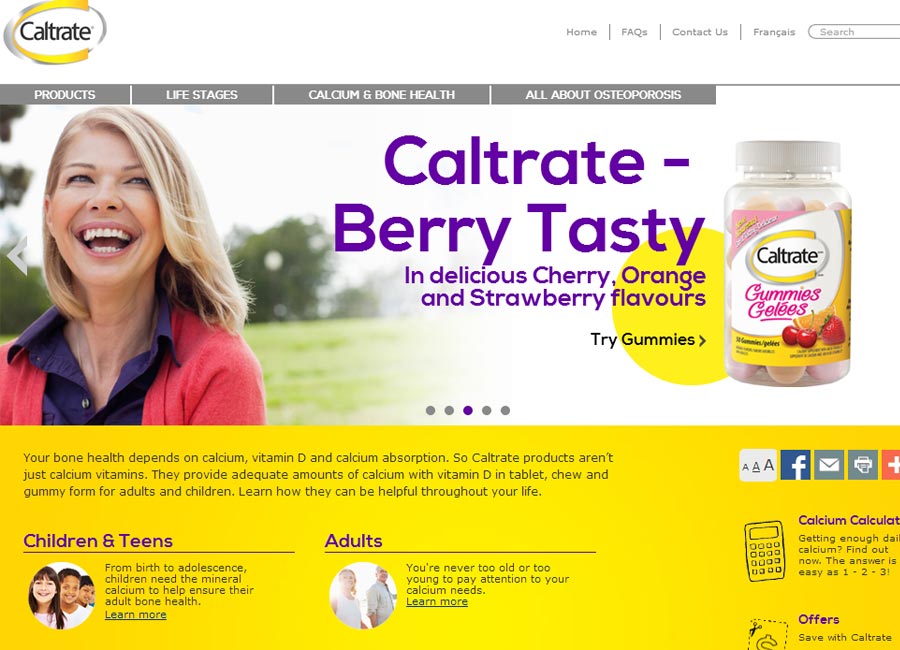 Caltrate
Home
FAQs
Contact Us
Français
Search
PRODUCTS
LIFE STAGES
CALCIUM & BONE HEALTH
ALL ABOUT OSTEOPOROSIS
Caltrate -
Berry Tasty
In delicious Cherry, Orange
and Strawberry flavours
Try Gummies
Caltrate
Gummies
Gelées
50 Gummies/gelées
Your bone health depends on calcium, vitamin D and calcium absorption. So Caltrate products aren't
just calcium vitamins. They provide adequate amounts of calcium with vitamin D in tablet, chew and
gummy form for adults and children. Learn how they can be helpful throughout your life.
A A A
f
Children & Teens
From birth to adolescence,
children need the mineral
calcium to help ensure their
adult bone health.
Learn more
Adults
You're never too old or too
young to pay attention to your
calcium needs.
Learn more
Calcium Calculat
Getting enough dai
calcium? Find out
now. The answer is
easy as 1 - 2 - 3!
Offers
Save with Caltrate